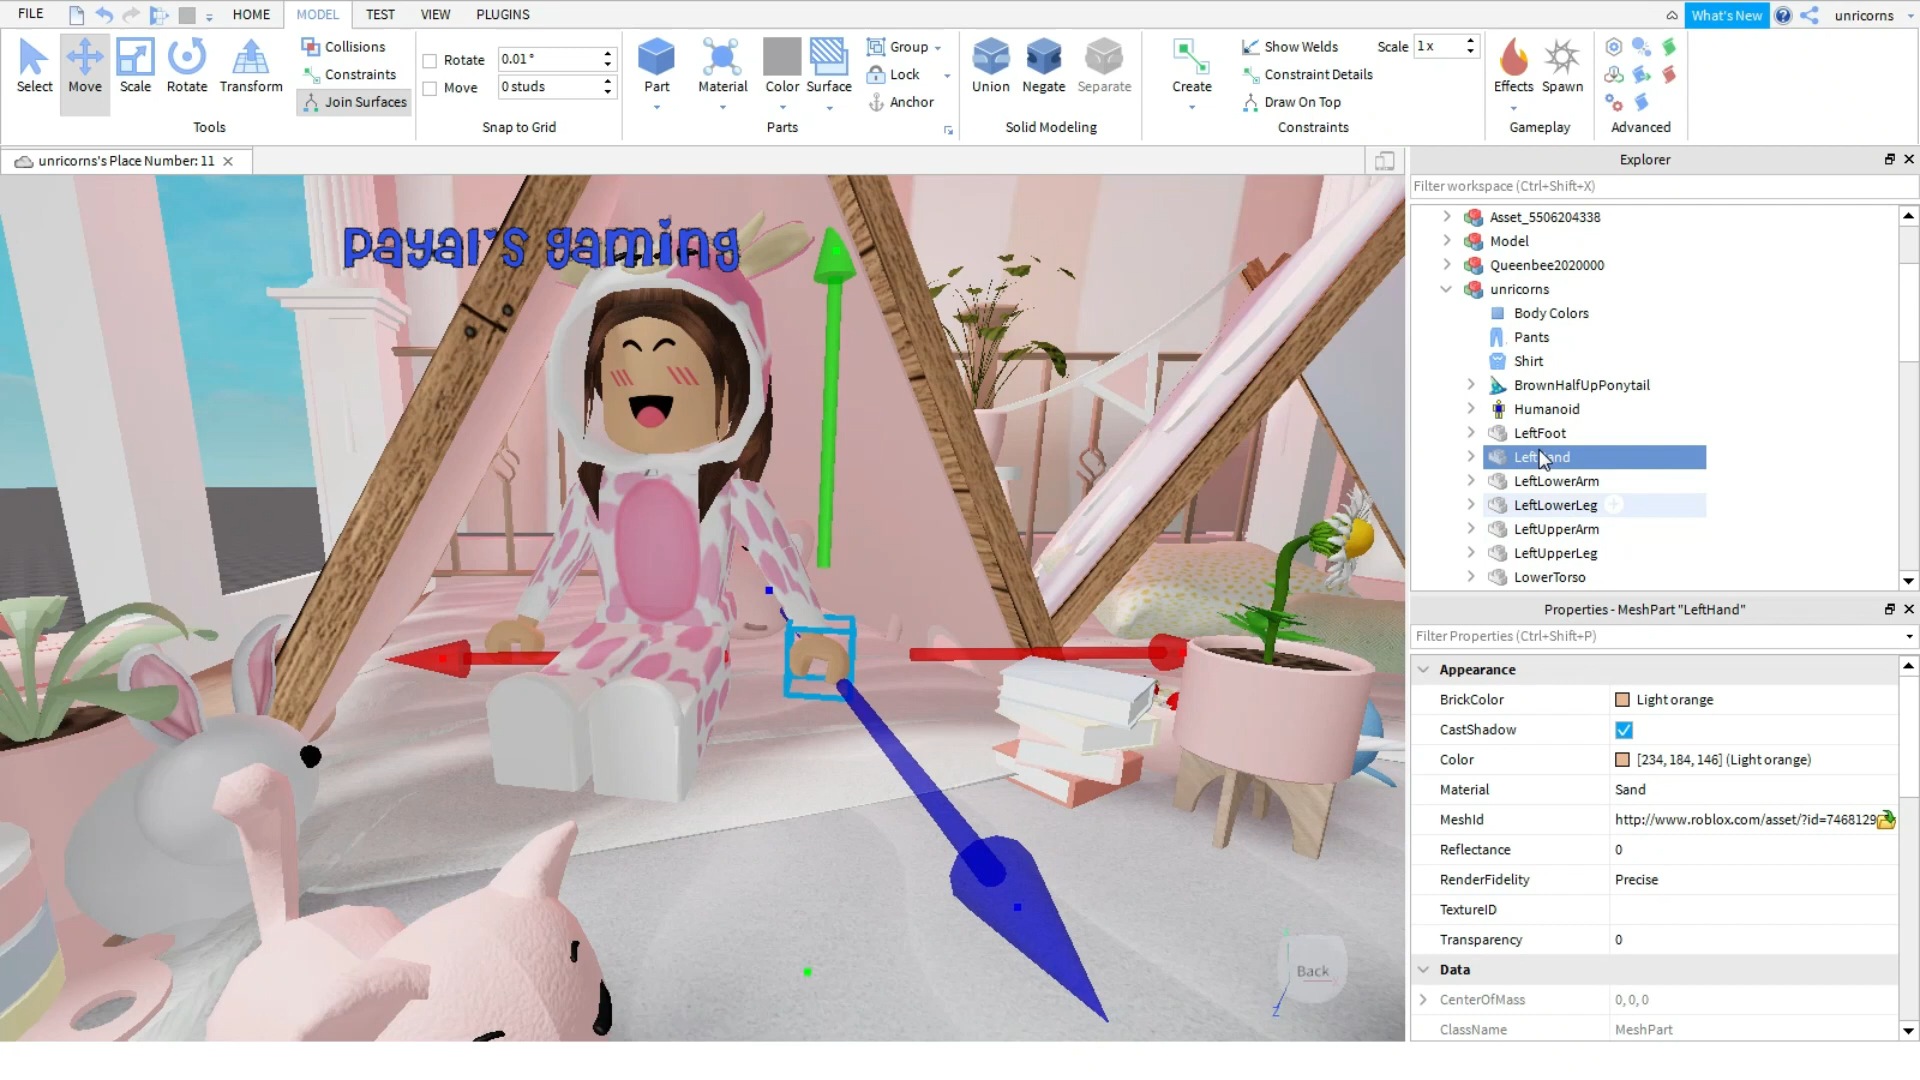 FILE HOME MODEL TEST VIEW PLUGINS What's New unricorns
Select Move Scale Rotate Transform
Collisions
Constraints
Join Surfaces
Tools
Rotate 0.01°
Move 0 studs
Snap to Grid
Part Material Color Surface
Group
Lock
Anchor
Parts
Union Negate Separate
Solid Modeling
Create
Show Welds Scale 1x
Constraint Details
Draw On Top
Constraints
Effects Spawn
Gameplay
Advanced
unricorns's Place Number: 11
payal's gaming
Back
Z
Explorer
Filter workspace (Ctrl+Shift+X)
Asset_5506204338
Model
Queenbee2020000
unricorns
Body Colors
Pants
Shirt
BrownHalfUpPonytail
Humanoid
LeftFoot
LeftHand
LeftLowerArm
LeftLowerLeg
LeftUpperArm
LeftUpperLeg
LowerTorso
Properties - MeshPart "LeftHand"
Filter Properties (Ctrl+Shift+P)
Appearance
BrickColor Light orange
CastShadow
Color [234, 184, 146] (Light orange)
Material Sand
MeshId http://www.roblox.com/asset/?id=7468129
Reflectance 0
RenderFidelity Precise
TextureID
Transparency 0
Data
CenterOfMass 0, 0, 0
ClassName MeshPart